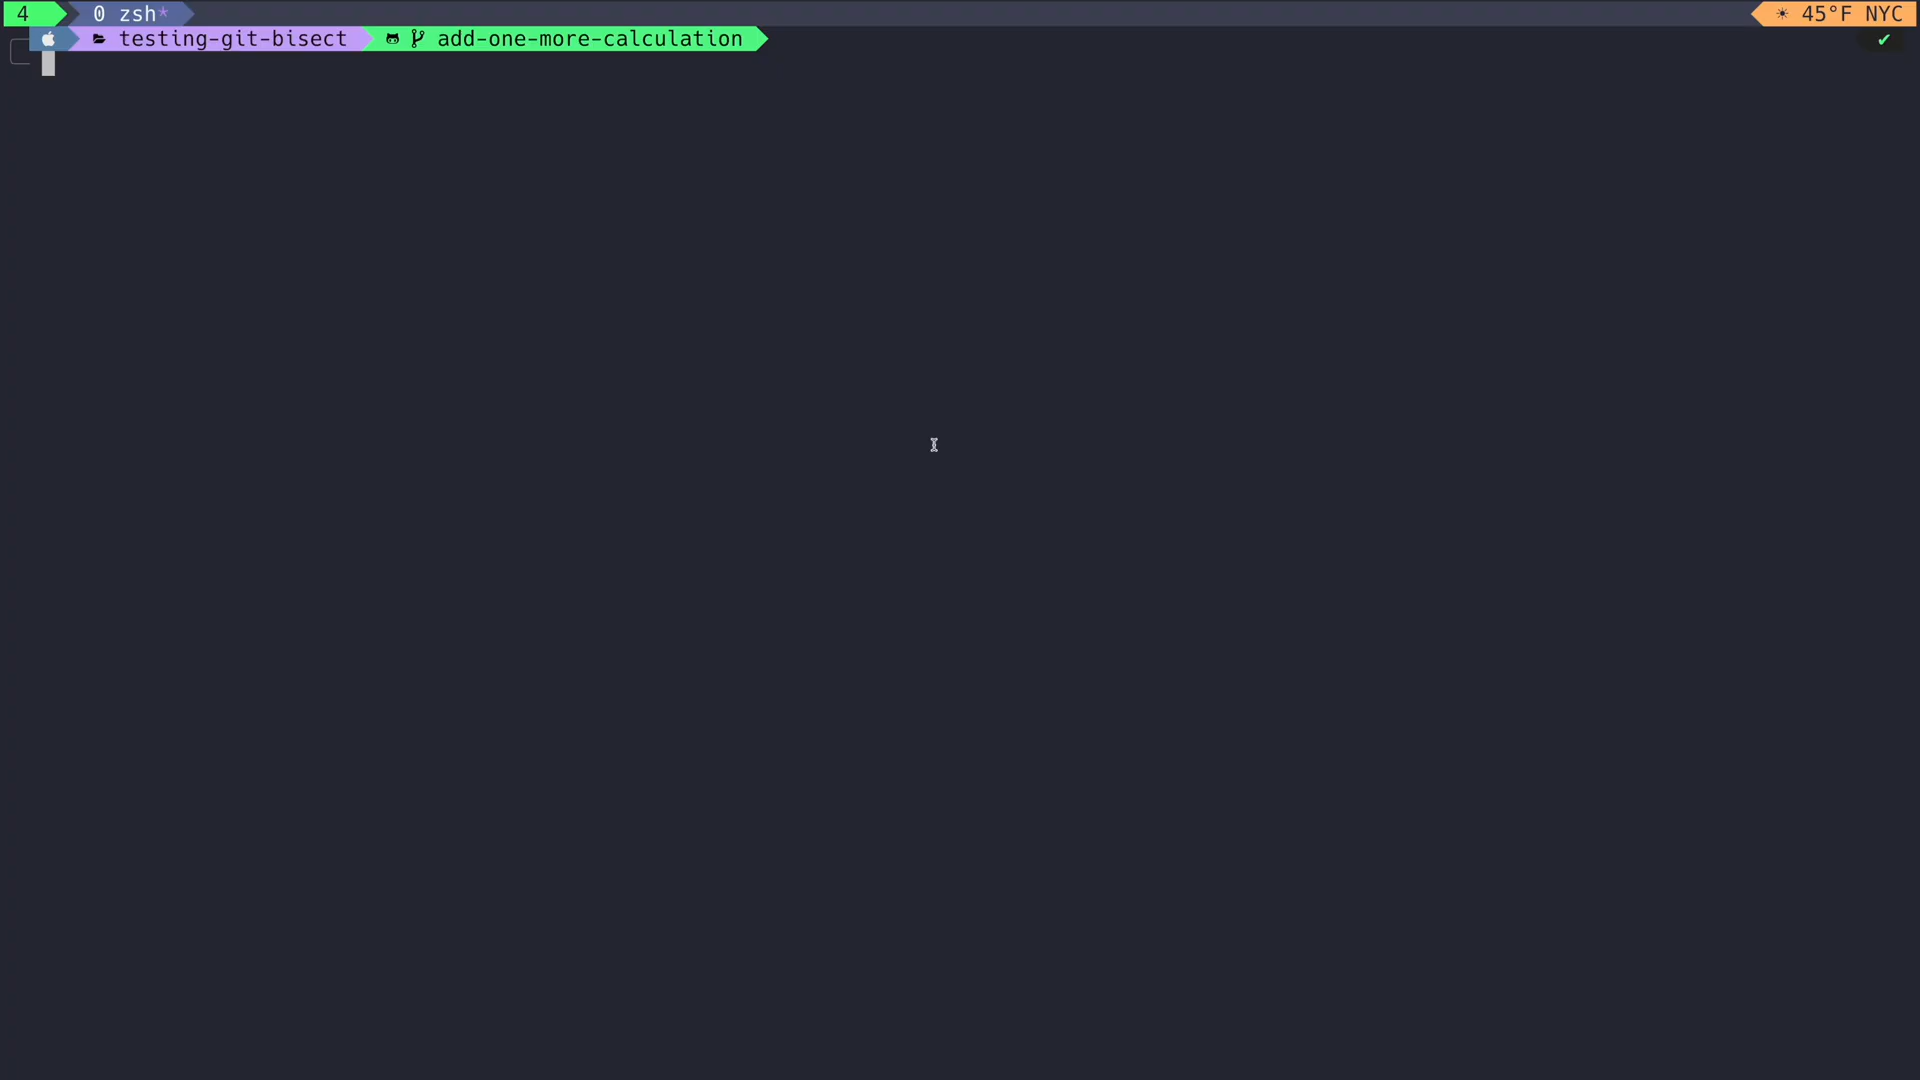 4 0 zsh* 45°F NYC
testing-git-bisect add-one-more-calculation